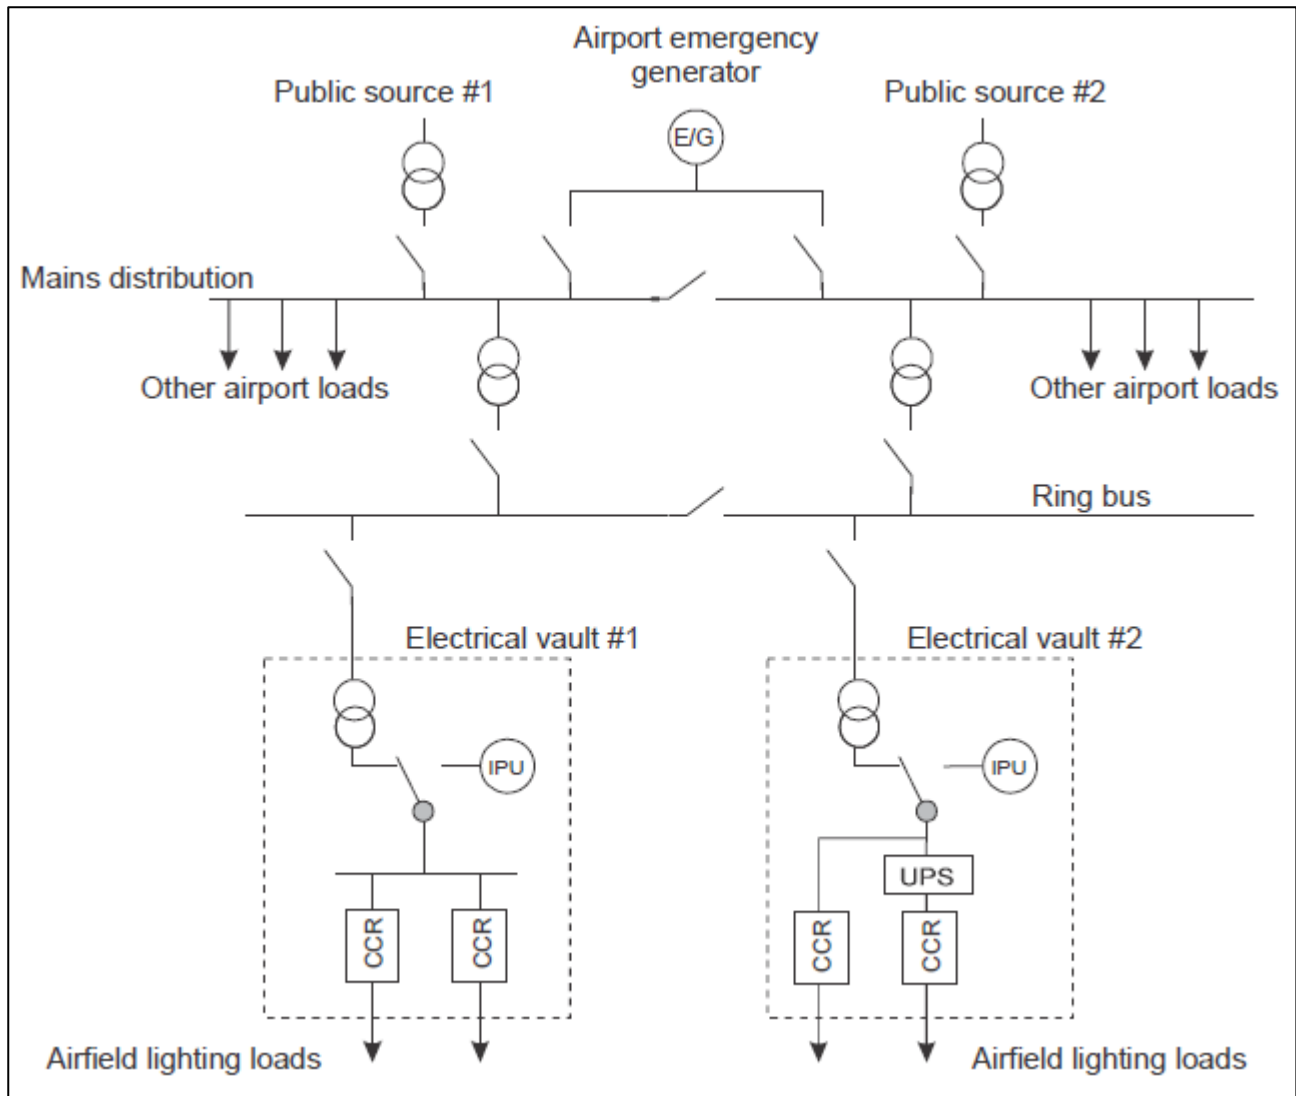 Airport emergency
generator
Public source #1
Public source #2
E/G
Mains distribution
Other airport loads
Other airport loads
Ring bus
Electrical vault #1
Electrical vault #2
IPU
IPU
UPS
CCR
CCR
CCR
CCR
Airfield lighting loads
Airfield lighting loads